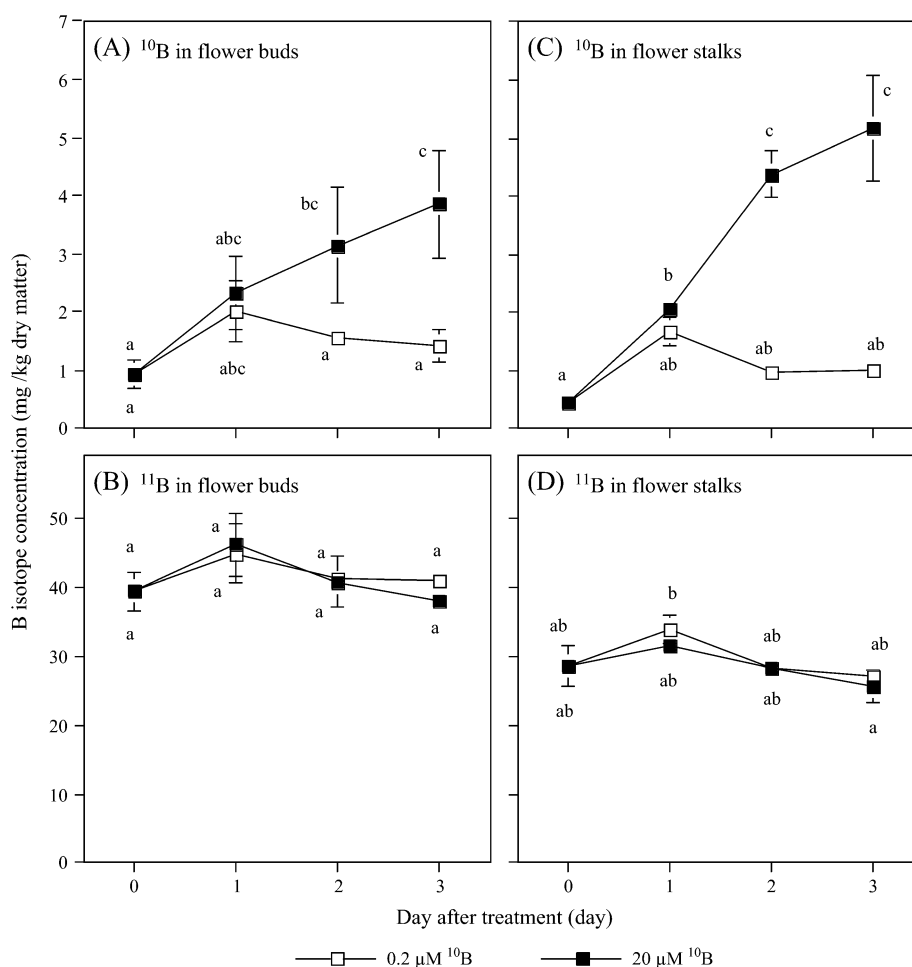 7
6
5
4
3
2
1
0
(A) ¹⁰B in flower buds
a
a
abc
abc
bc
a
c
a
(C) ¹⁰B in flower stalks
a
b
ab
c
ab
c
ab
B isotope concentration (mg /kg dry matter)
50
40
30
20
10
0
(B) ¹¹B in flower buds
a
a
a
a
a
a
a
a
0
1
2
3
(D) ¹¹B in flower stalks
ab
ab
b
ab
ab
ab
ab
a
0
1
2
3
Day after treatment (day)
0.2 μM ¹⁰B
20 μM ¹⁰B